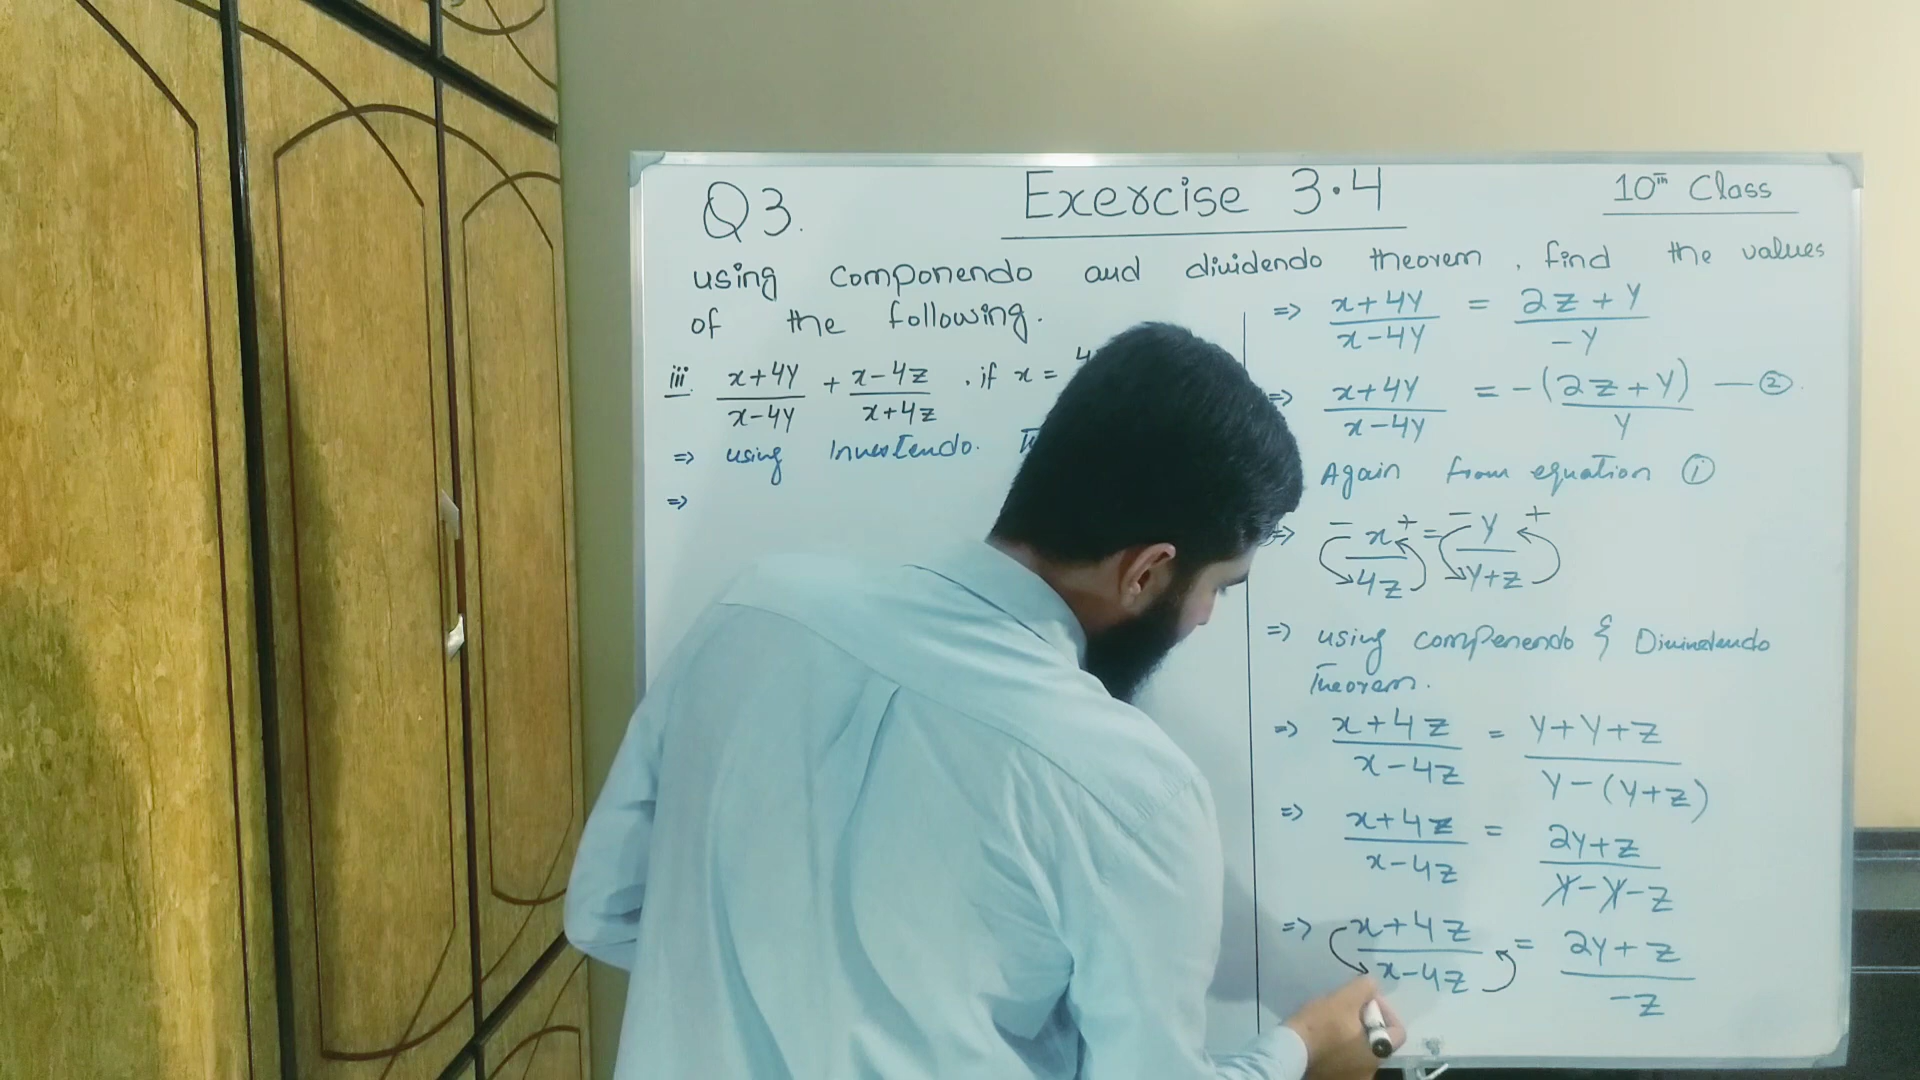 Q3. Exercise 3.4 10th Class
using componendo and dividendo theorem, find the values
of the following.
iii. x+4y/x-4y + x-4z/x+4z , if x = 4
=> using Invertendo.
=>
=> x+4y/x-4y = 2z+y/-y
=> x+4y/x-4y = -(2z+y)/y — ②.
Again from equation ①
=> - x + / 4z = - y + / y+z
=> using componendo & Divinedendo
Theorem.
=> x+4z/x-4z = y+y+z/y-(y+z)
=> x+4z/x-4z = 2y+z/y-y-z
=> x+4z/x-4z = 2y+z/-z